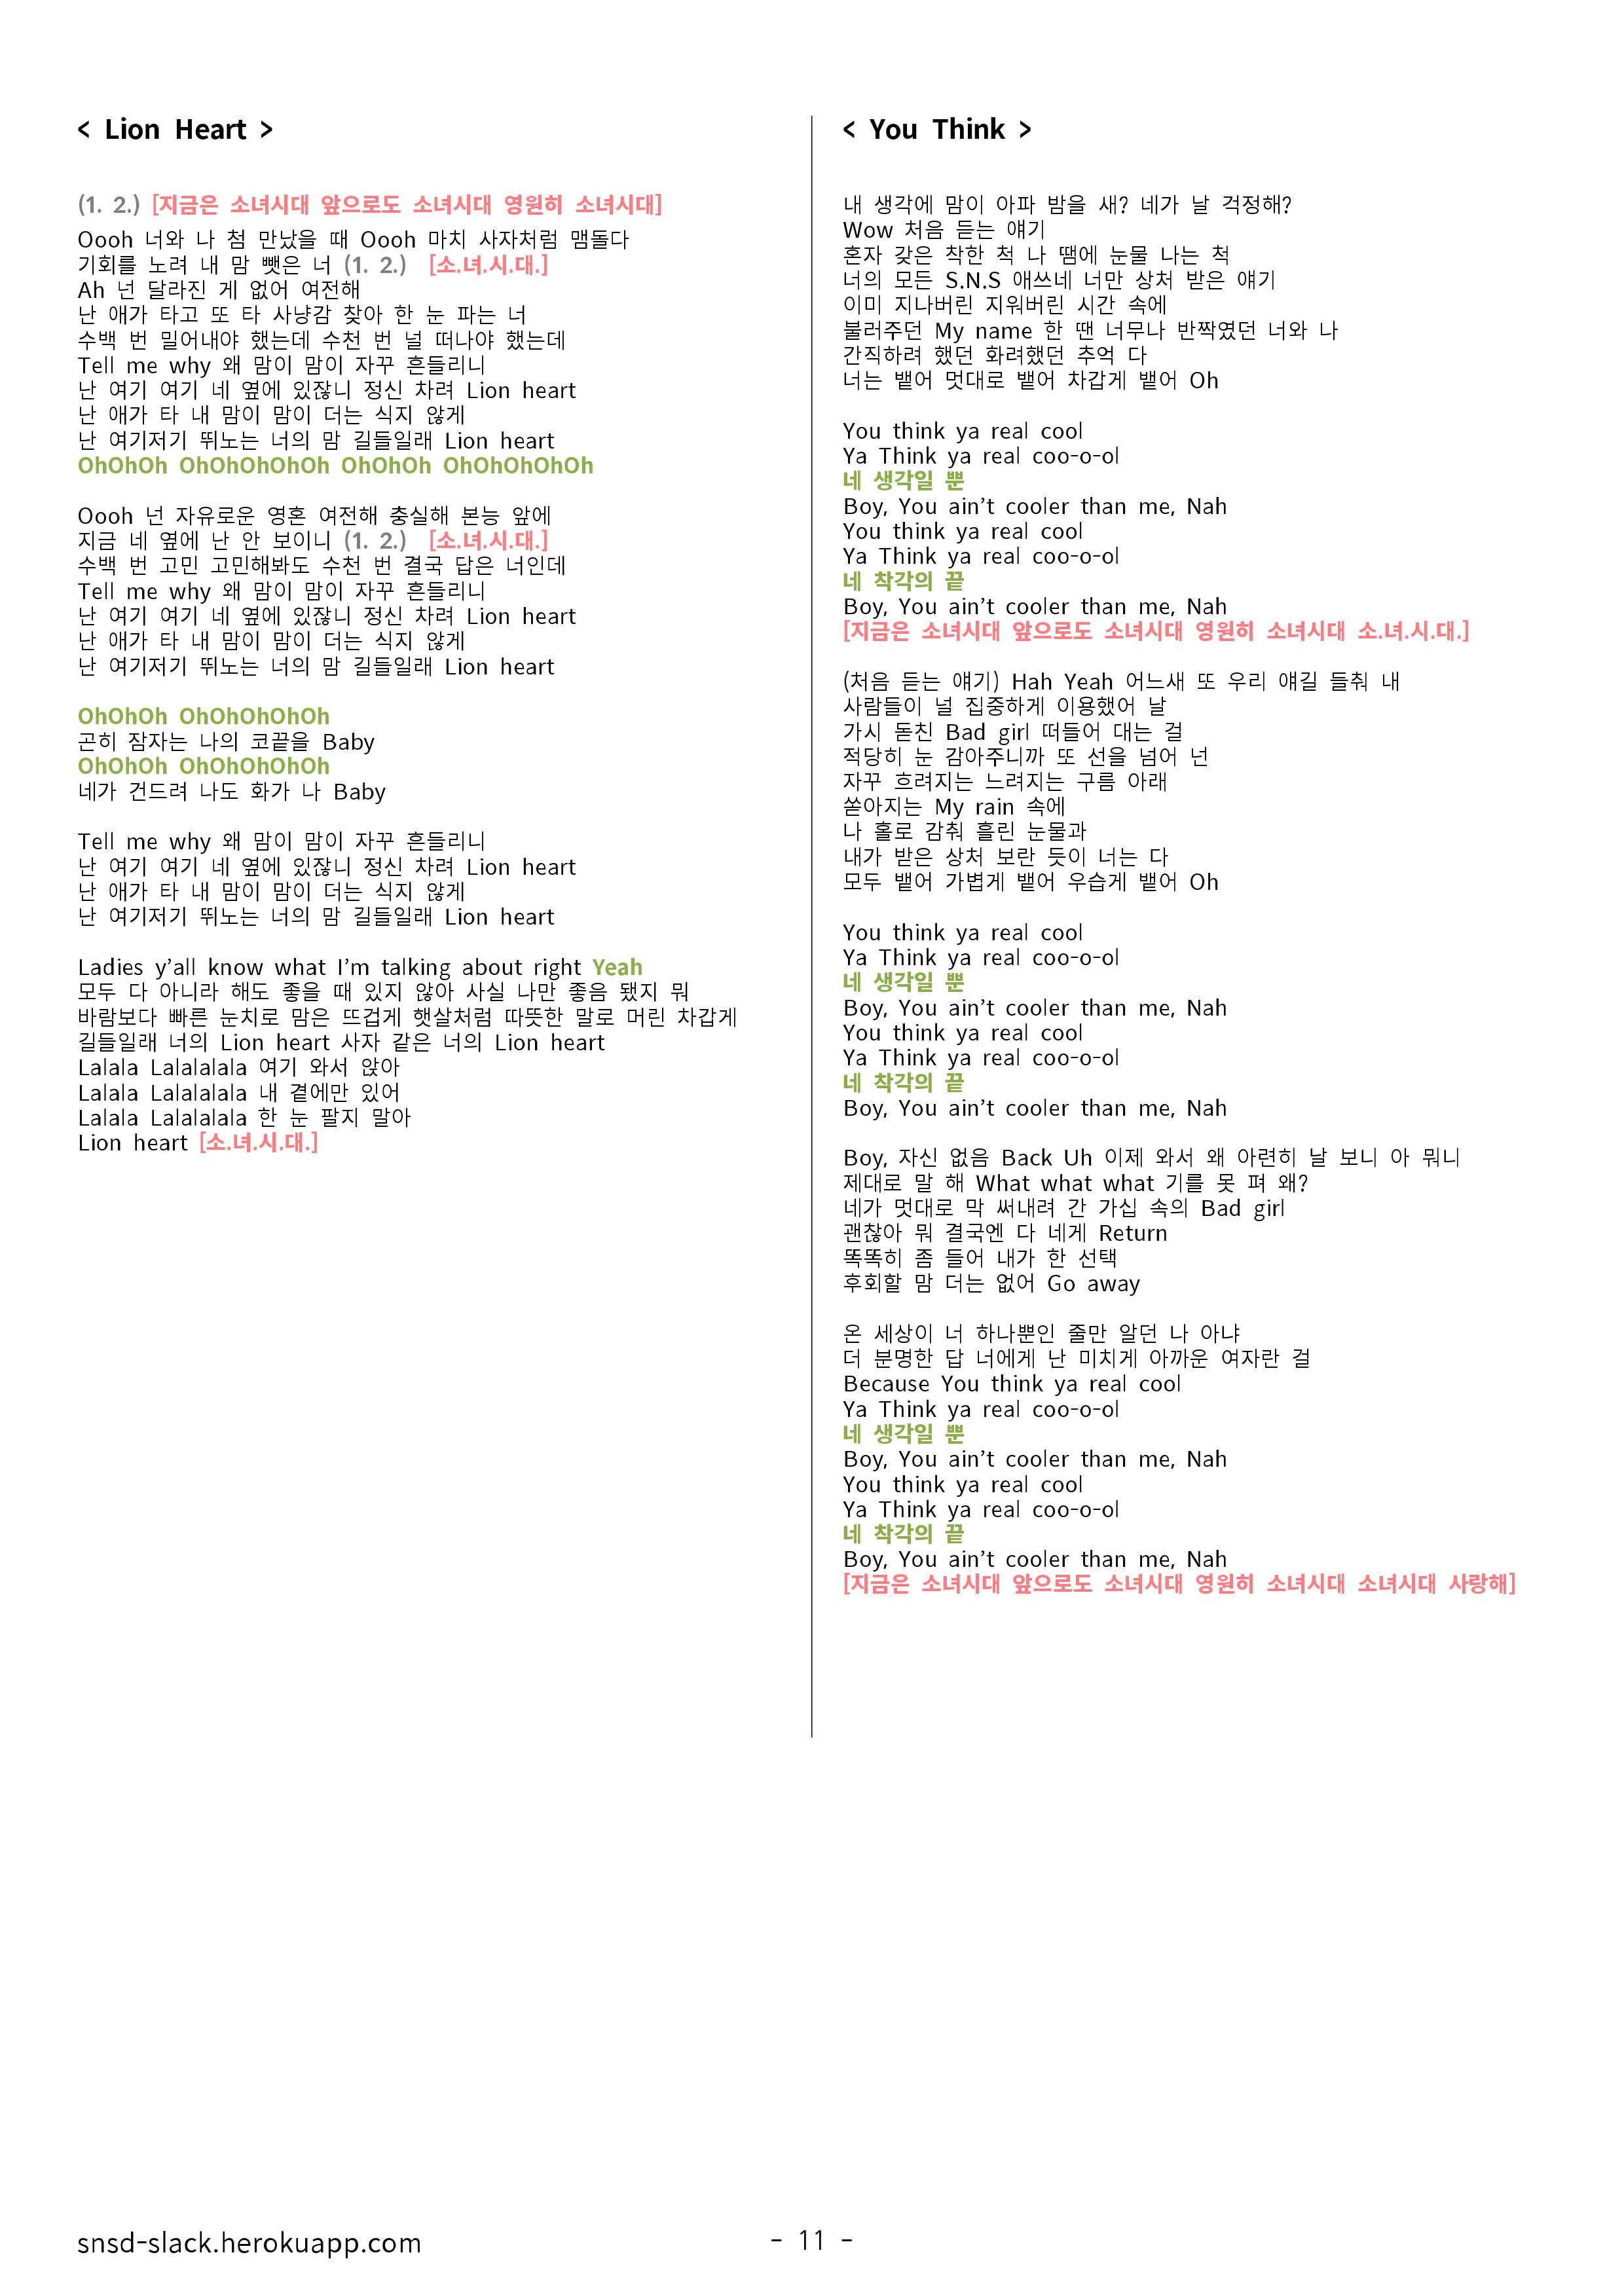 < Lion Heart >
(1. 2.) [지금은 소녀시대 앞으로도 소녀시대 영원히 소녀시대]
Oooh 너와 나 첨 만났을 때 Oooh 마치 사자처럼 맴돌다
기회를 노려 내 맘 뺏은 너 (1. 2.) [소.녀.시.대.]
Ah 넌 달라진 게 없어 여전해
난 애가 타고 또 타 사냥감 찾아 한 눈 파는 너
수백 번 밀어내야 했는데 수천 번 널 떠나야 했는데
Tell me why 왜 맘이 맘이 자꾸 흔들리니
난 여기 여기 네 옆에 있잖니 정신 차려 Lion heart
난 애가 타 내 맘이 맘이 더는 식지 않게
난 여기저기 뛰노는 너의 맘 길들일래 Lion heart
OhOhOh OhOhOhOhOh OhOhOh OhOhOhOhOh

Oooh 넌 자유로운 영혼 여전해 충실해 본능 앞에
지금 네 옆에 난 안 보이니 (1. 2.) [소.녀.시.대.]
수백 번 고민 고민해봐도 수천 번 결국 답은 너인데
Tell me why 왜 맘이 맘이 자꾸 흔들리니
난 여기 여기 네 옆에 있잖니 정신 차려 Lion heart
난 애가 타 내 맘이 맘이 더는 식지 않게
난 여기저기 뛰노는 너의 맘 길들일래 Lion heart

OhOhOh OhOhOhOhOh
곤히 잠자는 나의 코끝을 Baby
OhOhOh OhOhOhOhOh
네가 건드려 나도 화가 나 Baby

Tell me why 왜 맘이 맘이 자꾸 흔들리니
난 여기 여기 네 옆에 있잖니 정신 차려 Lion heart
난 애가 타 내 맘이 맘이 더는 식지 않게
난 여기저기 뛰노는 너의 맘 길들일래 Lion heart

Ladies y'all know what I'm talking about right Yeah
모두 다 아니라 해도 좋을 때 있지 않아 사실 나만 좋음 됐지 뭐
바람보다 빠른 눈치로 맘은 뜨겁게 햇살처럼 따뜻한 말로 머린 차갑게
길들일래 너의 Lion heart 사자 같은 너의 Lion heart
Lalala Lalalalala 여기 와서 앉아
Lalala Lalalalala 내 곁에만 있어
Lalala Lalalalala 한 눈 팔지 말아
Lion heart [소.녀.시.대.]

< You Think >
내 생각에 맘이 아파 밤을 새? 네가 날 걱정해?
Wow 처음 듣는 얘기
혼자 갖은 착한 척 나 땜에 눈물 나는 척
너의 모든 S.N.S 애쓰네 너만 상처 받은 얘기
이미 지나버린 지워버린 시간 속에
불러주던 My name 한 땐 너무나 반짝였던 너와 나
간직하려 했던 화려했던 추억 다
너는 뱉어 멋대로 뱉어 차갑게 뱉어 Oh

You think ya real cool
Ya Think ya real coo-o-ol
네 생각일 뿐
Boy, You ain't cooler than me, Nah
You think ya real cool
Ya Think ya real coo-o-ol
네 착각의 끝
Boy, You ain't cooler than me, Nah
[지금은 소녀시대 앞으로도 소녀시대 영원히 소녀시대 소.녀.시.대.]

(처음 듣는 얘기) Hah Yeah 어느새 또 우리 얘길 들춰 내
사람들이 널 집중하게 이용했어 날
가시 돋친 Bad girl 떠들어 대는 걸
적당히 눈 감아주니까 또 선을 넘어 넌
자꾸 흐려지는 느려지는 구름 아래
쏟아지는 My rain 속에
나 홀로 감춰 흘린 눈물과
내가 받은 상처 보란 듯이 너는 다
모두 뱉어 가볍게 뱉어 우습게 뱉어 Oh

You think ya real cool
Ya Think ya real coo-o-ol
네 생각일 뿐
Boy, You ain't cooler than me, Nah
You think ya real cool
Ya Think ya real coo-o-ol
네 착각의 끝
Boy, You ain't cooler than me, Nah

Boy, 자신 없음 Back Uh 이제 와서 왜 아련히 날 보니 아 뭐니
제대로 말 해 What what what 기를 못 펴 왜?
네가 멋대로 막 써내려 간 가십 속의 Bad girl
괜찮아 뭐 결국엔 다 네게 Return
똑똑히 좀 들어 내가 한 선택
후회할 맘 더는 없어 Go away

온 세상이 너 하나뿐인 줄만 알던 나 아냐
더 분명한 답 너에게 난 미치게 아까운 여자란 걸
Because You think ya real cool
Ya Think ya real coo-o-ol
네 생각일 뿐
Boy, You ain't cooler than me, Nah
You think ya real cool
Ya Think ya real coo-o-ol
네 착각의 끝
Boy, You ain't cooler than me, Nah
[지금은 소녀시대 앞으로도 소녀시대 영원히 소녀시대 소녀시대 사랑해]

snsd-slack.herokuapp.com
- 11 -